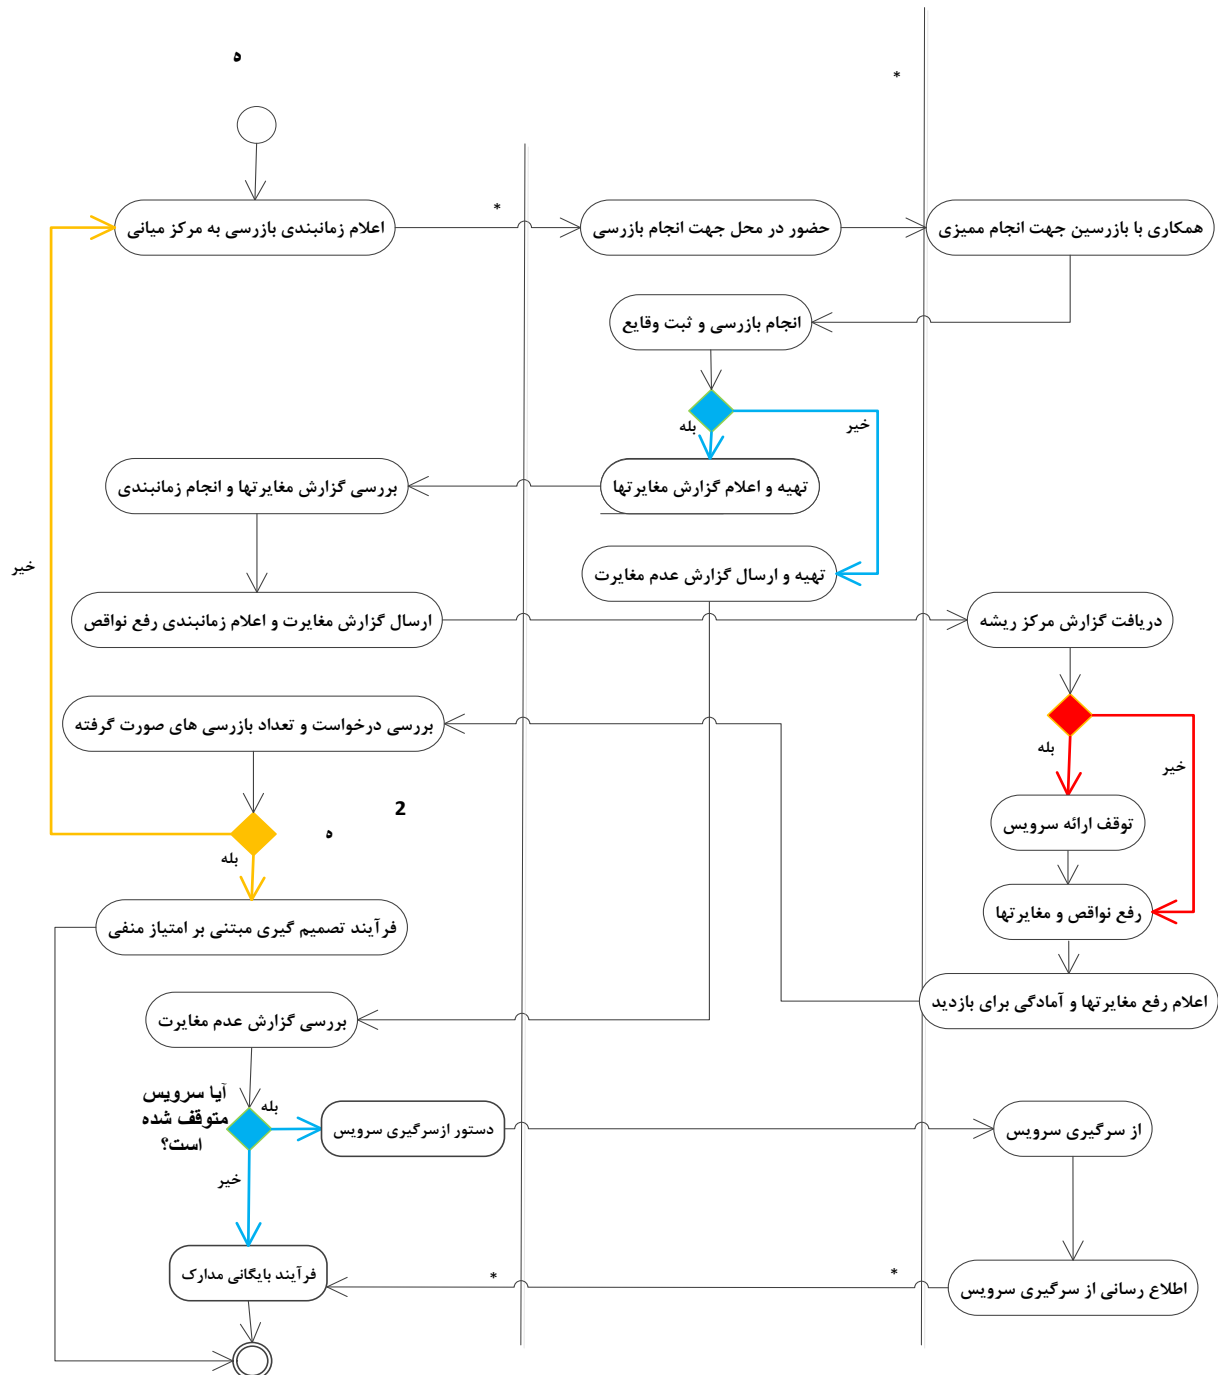 ه
*
اعلام زمانبندی بازرسی به مرکز میانی
*
حضور در محل جهت انجام بازرسی
همکاری با بازرسین جهت انجام ممیزی
انجام بازرسی و ثبت وقایع
بله
خیر
تهیه و اعلام گزارش مغایرتها
بررسی گزارش مغایرتها و انجام زمانبندی
خیر
تهیه و ارسال گزارش عدم مغایرت
ارسال گزارش مغایرت و اعلام زمانبندی رفع نواقص
دریافت گزارش مرکز ریشه
بررسی درخواست و تعداد بازرسی های صورت گرفته
بله
خیر
2
ه
بله
توقف ارائه سرویس
رفع نواقص و مغایرتها
فرآیند تصمیم گیری مبتنی بر امتیاز منفی
اعلام رفع مغایرتها و آمادگی برای بازدید
بررسی گزارش عدم مغایرت
آیا سرویس
متوقف شده
است؟
بله
دستور ازسرگیری سرویس
از سرگیری سرویس
خیر
فرآیند بایگانی مدارک
*
*
اطلاع رسانی از سرگیری سرویس